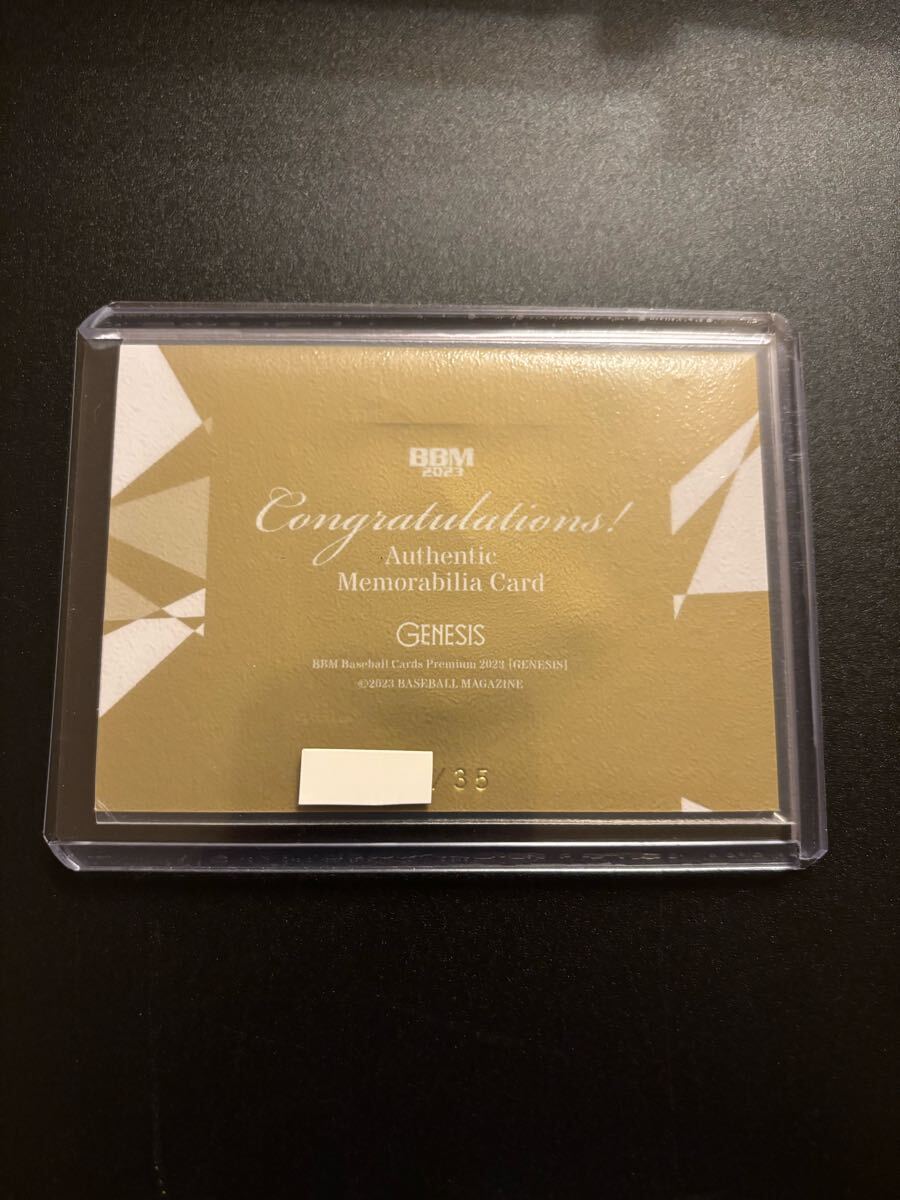 BBM
2023
Congratulations!
Authentic
Memorabilia Card
GENESIS
BBM Baseball Cards Premium 2023 [GENESIS]
©2023 BASEBALL MAGAZINE
/35